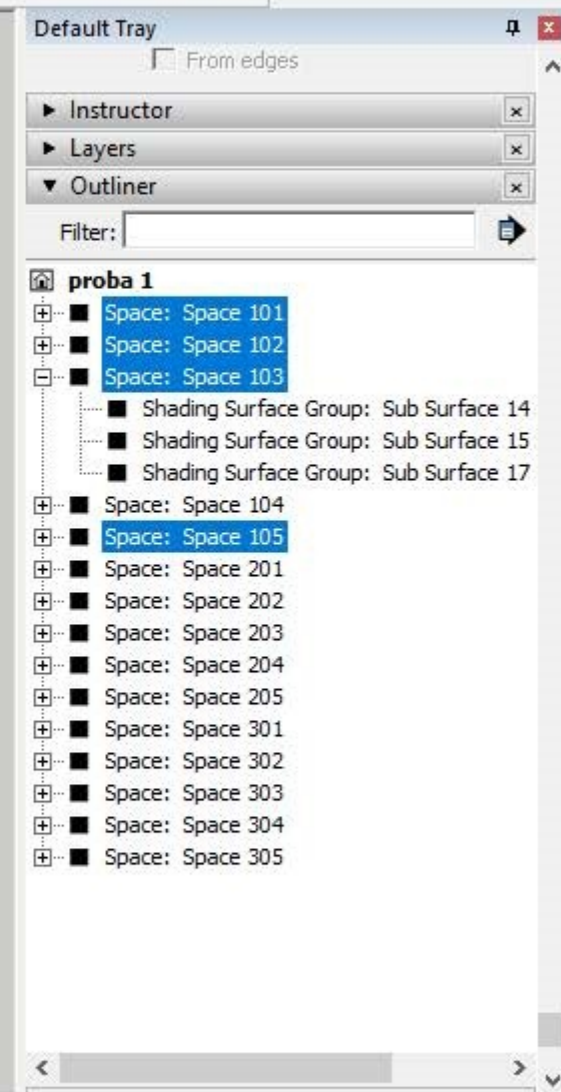 Default Tray
From edges
Instructor
Layers
Outliner
Filter:
proba 1
Space: Space 101
Space: Space 102
Space: Space 103
Shading Surface Group: Sub Surface 14
Shading Surface Group: Sub Surface 15
Shading Surface Group: Sub Surface 17
Space: Space 104
Space: Space 105
Space: Space 201
Space: Space 202
Space: Space 203
Space: Space 204
Space: Space 205
Space: Space 301
Space: Space 302
Space: Space 303
Space: Space 304
Space: Space 305